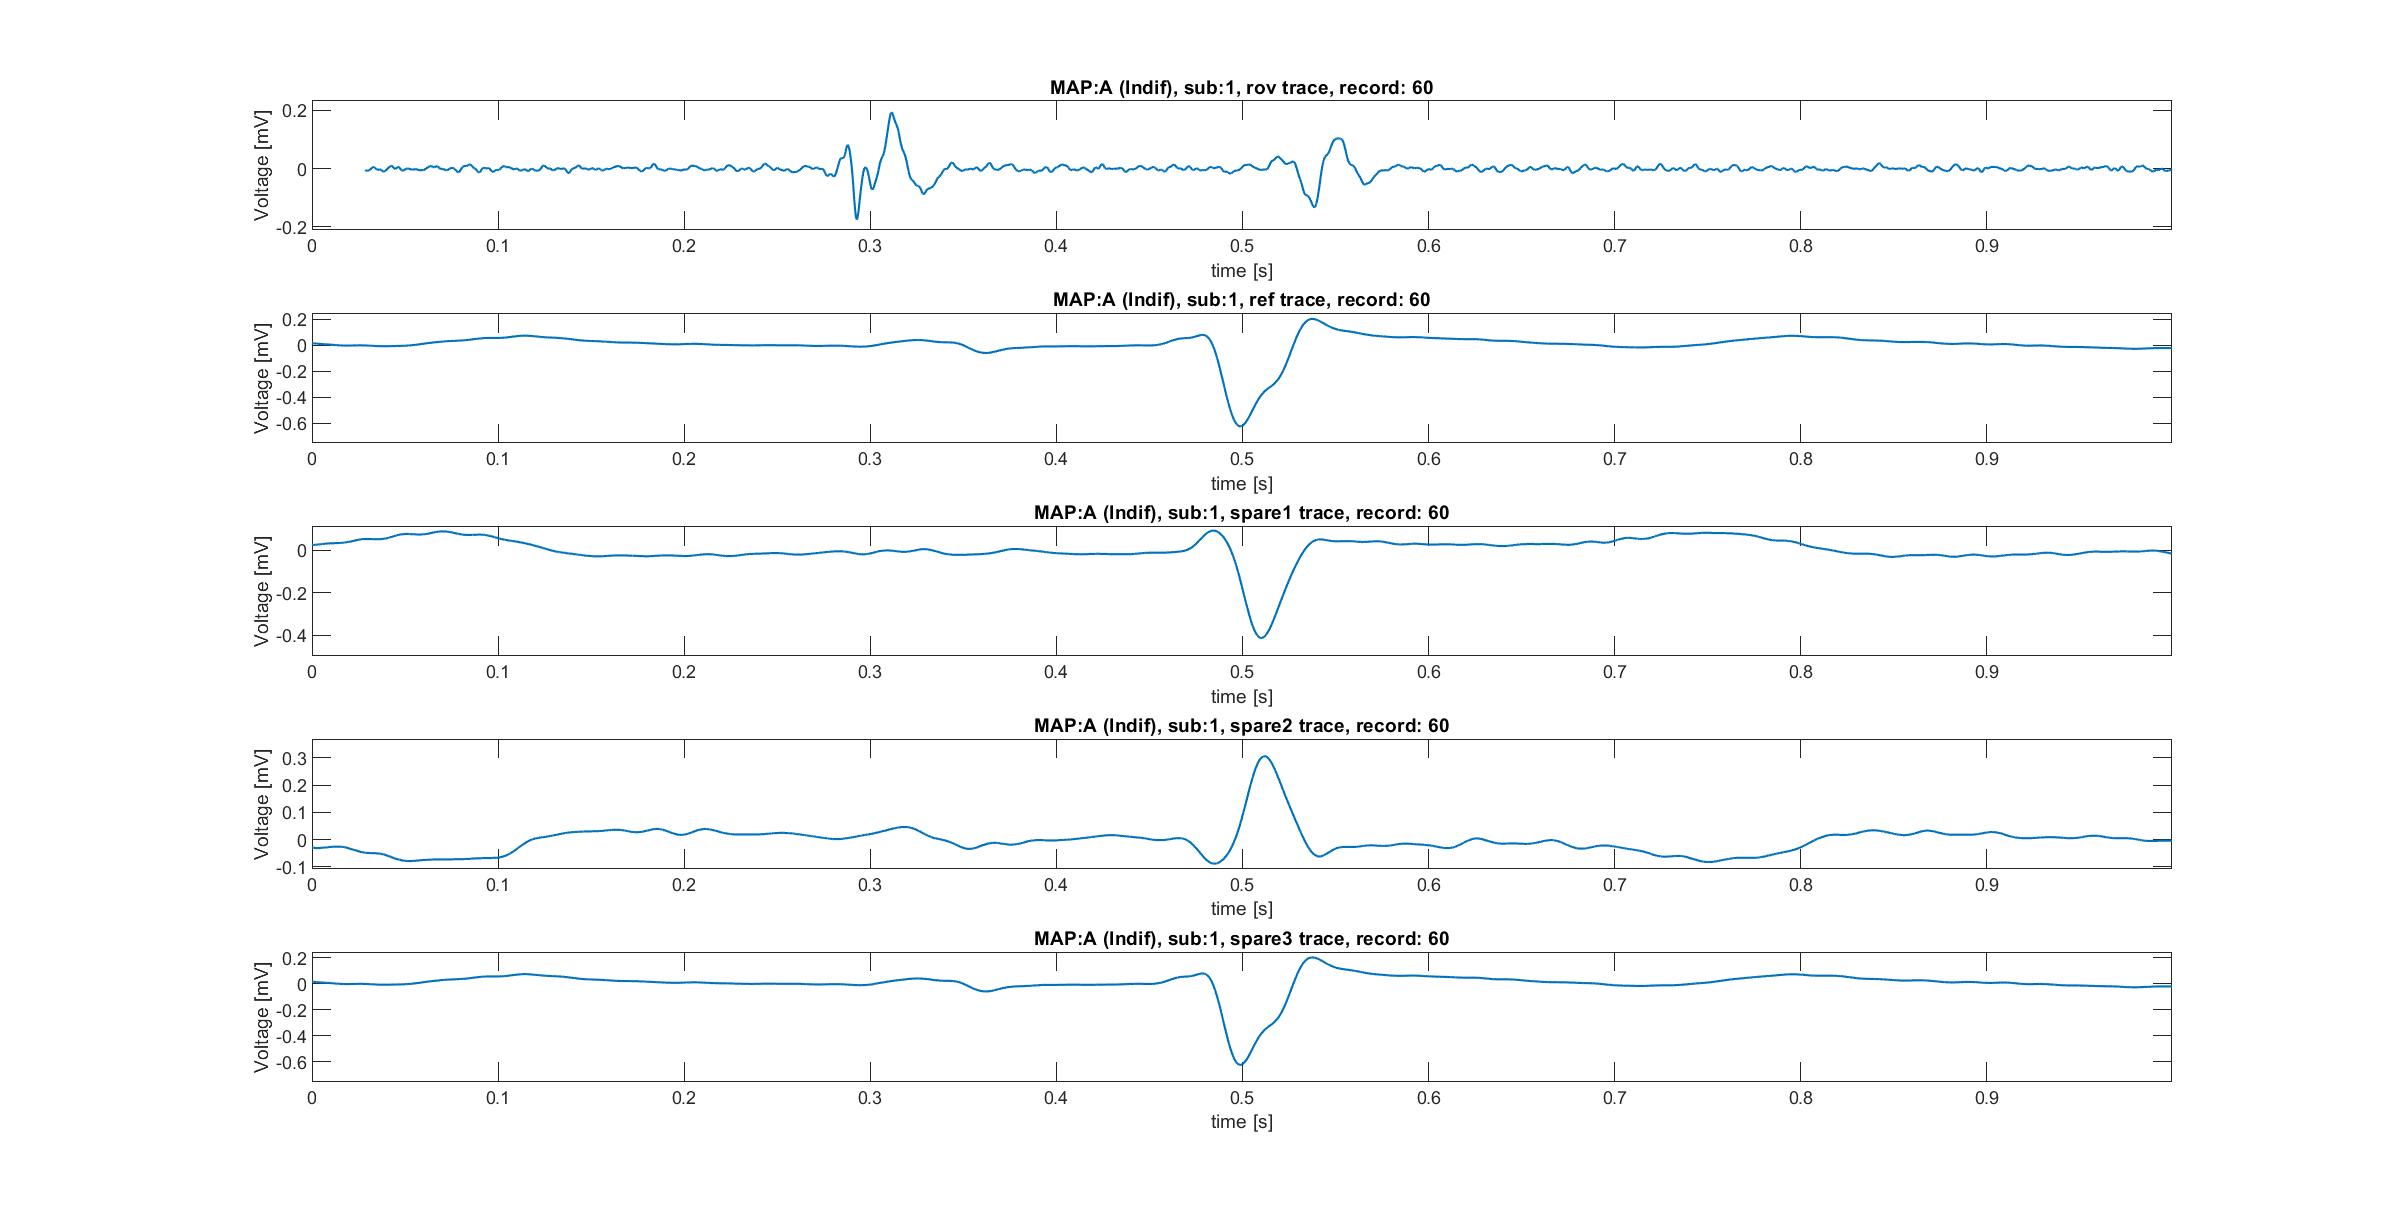 MAP:A (Indif), sub:1, rov trace, record: 60
Voltage [mV]
0.2
0
-0.2
0 0.1 0.2 0.3 0.4 0.5 0.6 0.7 0.8 0.9
time [s]
MAP:A (Indif), sub:1, ref trace, record: 60
Voltage [mV]
0.2
0
-0.2
-0.4
-0.6
0 0.1 0.2 0.3 0.4 0.5 0.6 0.7 0.8 0.9
time [s]
MAP:A (Indif), sub:1, spare1 trace, record: 60
Voltage [mV]
0
-0.2
-0.4
0 0.1 0.2 0.3 0.4 0.5 0.6 0.7 0.8 0.9
time [s]
MAP:A (Indif), sub:1, spare2 trace, record: 60
Voltage [mV]
0.3
0.2
0.1
0
-0.1
0 0.1 0.2 0.3 0.4 0.5 0.6 0.7 0.8 0.9
time [s]
MAP:A (Indif), sub:1, spare3 trace, record: 60
Voltage [mV]
0.2
0
-0.2
-0.4
-0.6
0 0.1 0.2 0.3 0.4 0.5 0.6 0.7 0.8 0.9
time [s]